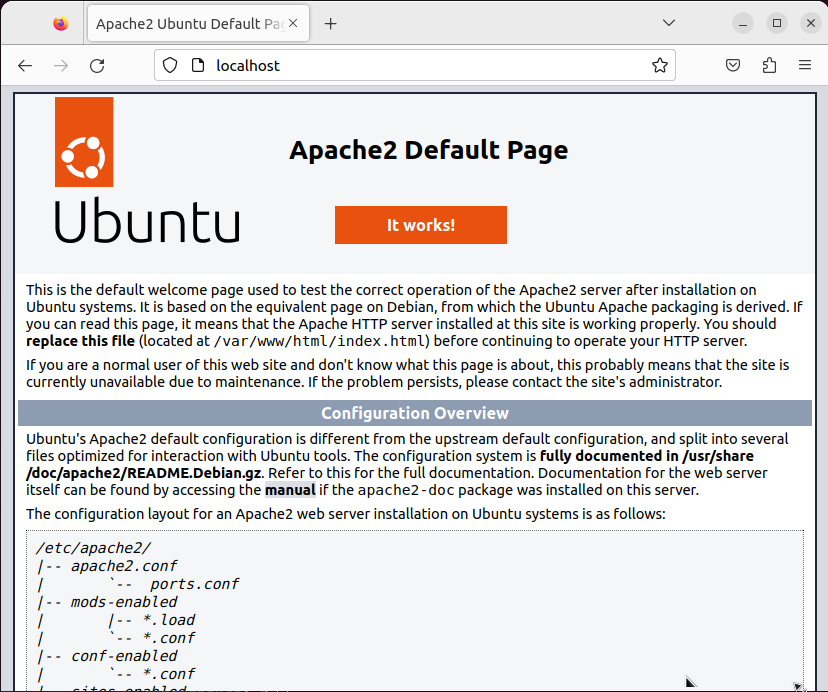 Apache2 Ubuntu Default Pag
localhost
Ubuntu
Apache2 Default Page
It works!
This is the default welcome page used to test the correct operation of the Apache2 server after installation on
Ubuntu systems. It is based on the equivalent page on Debian, from which the Ubuntu Apache packaging is derived. If
you can read this page, it means that the Apache HTTP server installed at this site is working properly. You should
replace this file (located at /var/www/html/index.html) before continuing to operate your HTTP server.
If you are a normal user of this web site and don't know what this page is about, this probably means that the site is
currently unavailable due to maintenance. If the problem persists, please contact the site's administrator.
Configuration Overview
Ubuntu's Apache2 default configuration is different from the upstream default configuration, and split into several
files optimized for interaction with Ubuntu tools. The configuration system is fully documented in /usr/share
/doc/apache2/README.Debian.gz. Refer to this for the full documentation. Documentation for the web server
itself can be found by accessing the manual if the apache2-doc package was installed on this server.
The configuration layout for an Apache2 web server installation on Ubuntu systems is as follows:
/etc/apache2/
|-- apache2.conf
|       `--  ports.conf
|-- mods-enabled
|       |-- *.load
|       `-- *.conf
|-- conf-enabled
|       `-- *.conf
|-- sites-enabled